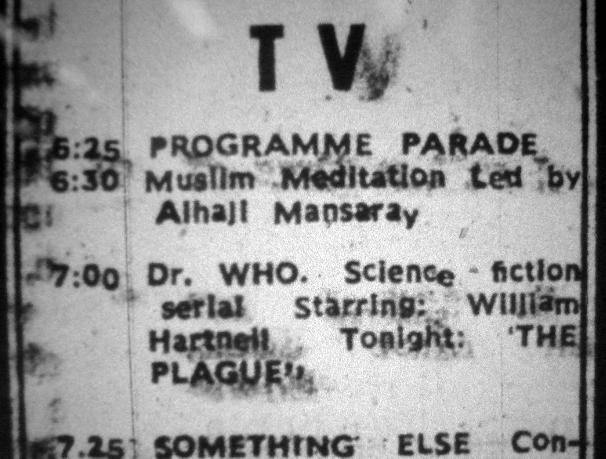 TV
6:25 PROGRAMME PARADE
6:30 Muslim Meditation Led by
Alhaji Mansaray
7:00 Dr. WHO. Science fiction
serial Starring: William
Hartnell Tonight: 'THE
PLAGUE"
7.25 SOMETHING ELSE Con-